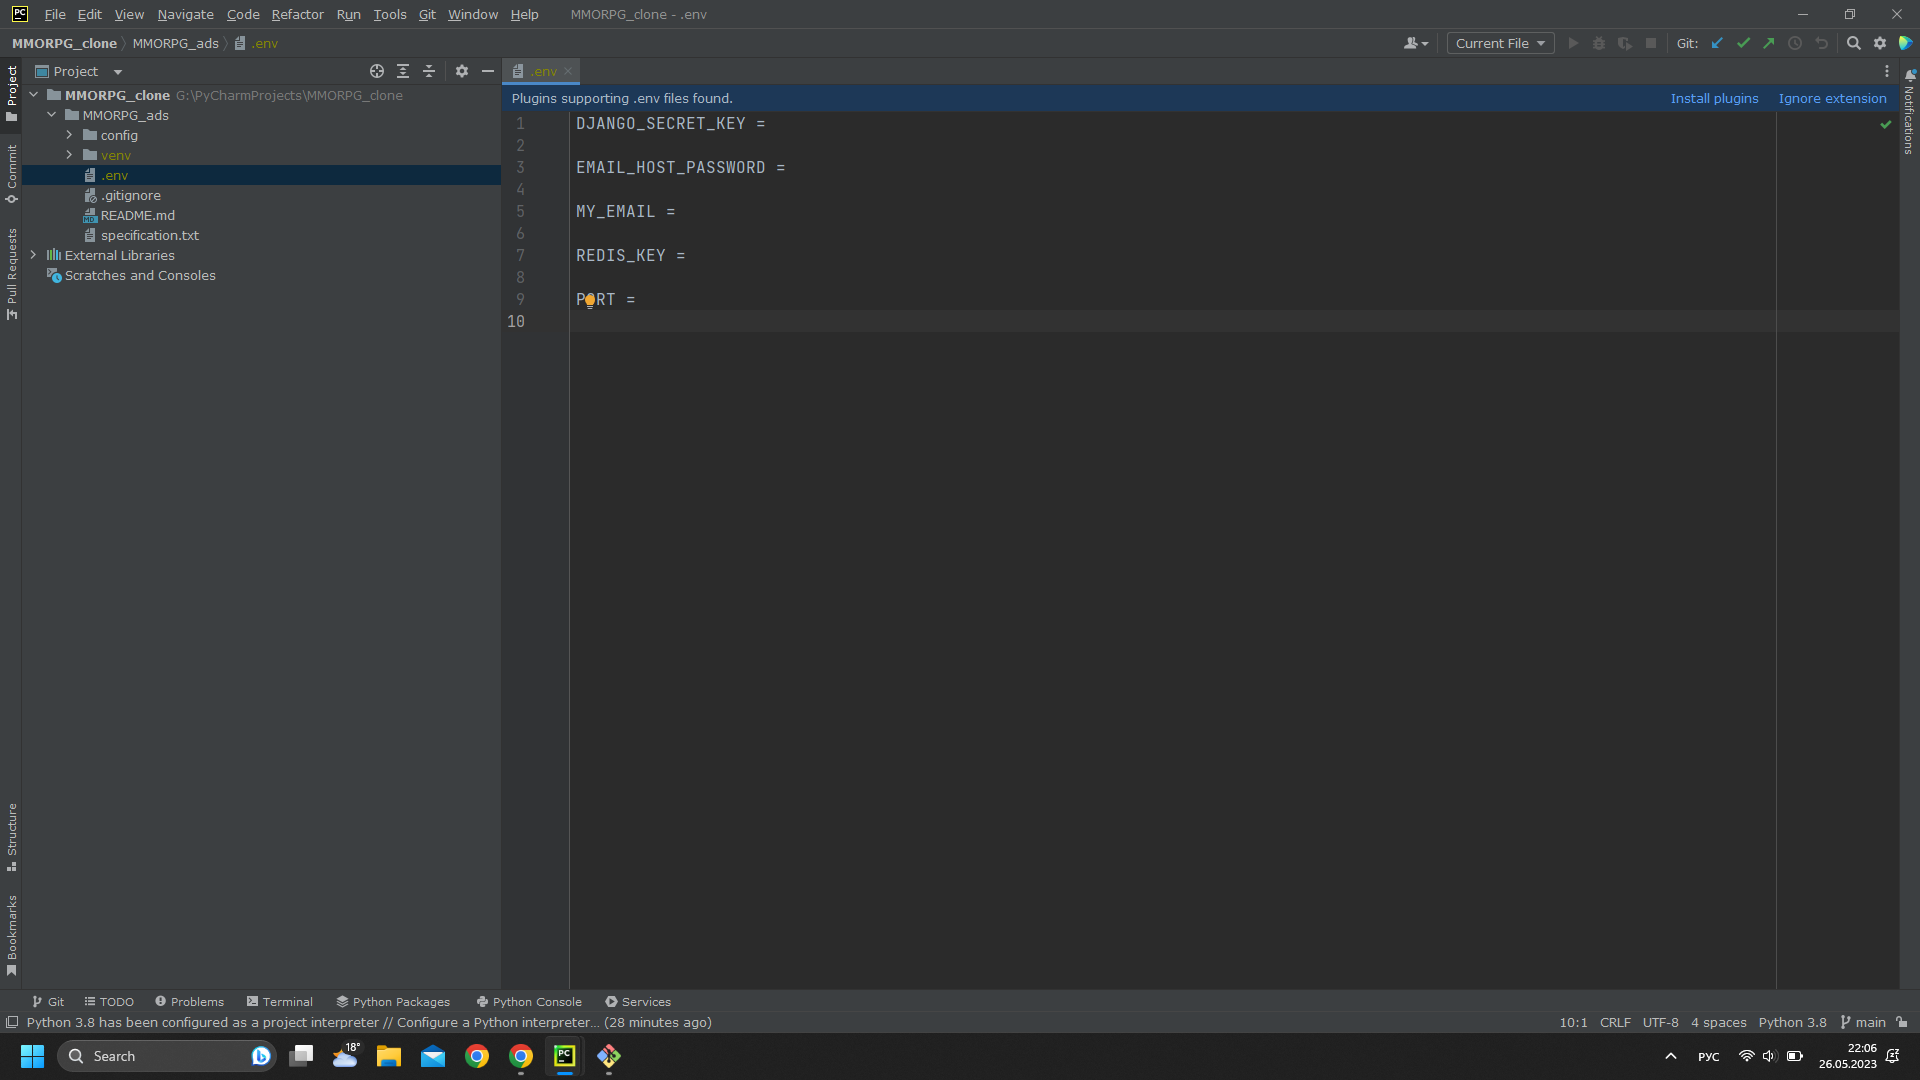 PC File Edit View Navigate Code Refactor Run Tools Git Window Help MMORPG_clone - .env
MMORPG_clone MMORPG_ads .env Current File Git:
Project .env
Plugins supporting .env files found. Install plugins Ignore extension
MMORPG_clone G:\PyCharmProjects\MMORPG_clone
MMORPG_ads
config
venv
.env
.gitignore
MD README.md
specification.txt
External Libraries
Scratches and Consoles
1 DJANGO_SECRET_KEY =
2
3 EMAIL_HOST_PASSWORD =
4
5 MY_EMAIL =
6
7 REDIS_KEY =
8
9 PORT =
10
Project
Commit
Pull Requests
Structure
Bookmarks
Notifications
Git TODO Problems Terminal Python Packages Python Console Services
Python 3.8 has been configured as a project interpreter // Configure a Python interpreter... (28 minutes ago) 10:1 CRLF UTF-8 4 spaces Python 3.8 main
Search 18° PC РУС 22:06
26.05.2023